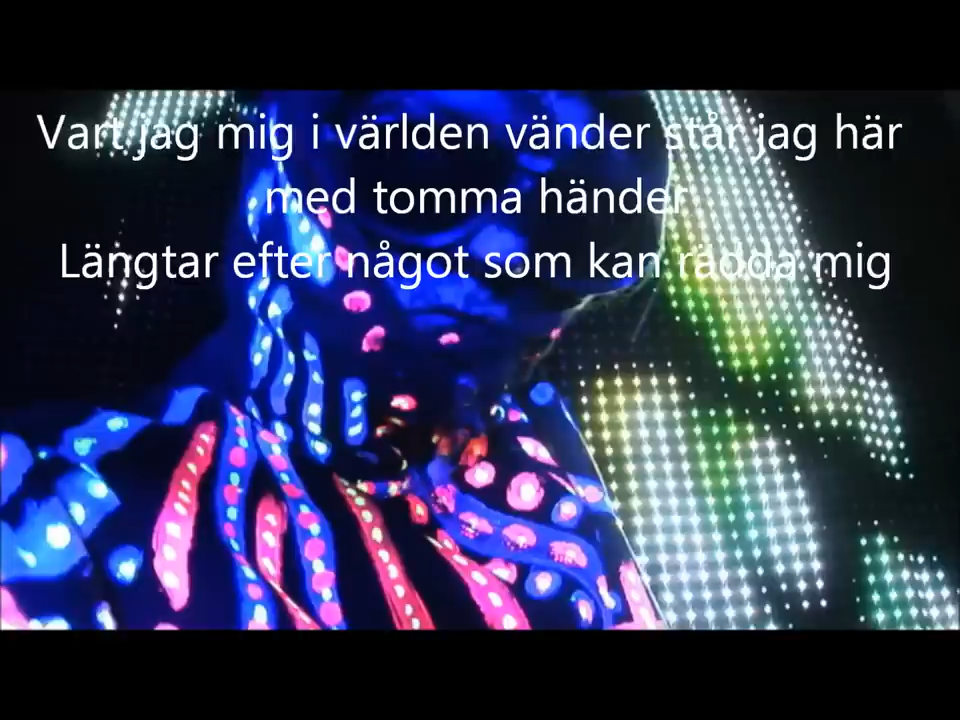 Vart jag mig i världen vänder står jag här
med tomma händer
Längtar efter något som kan rädda mig